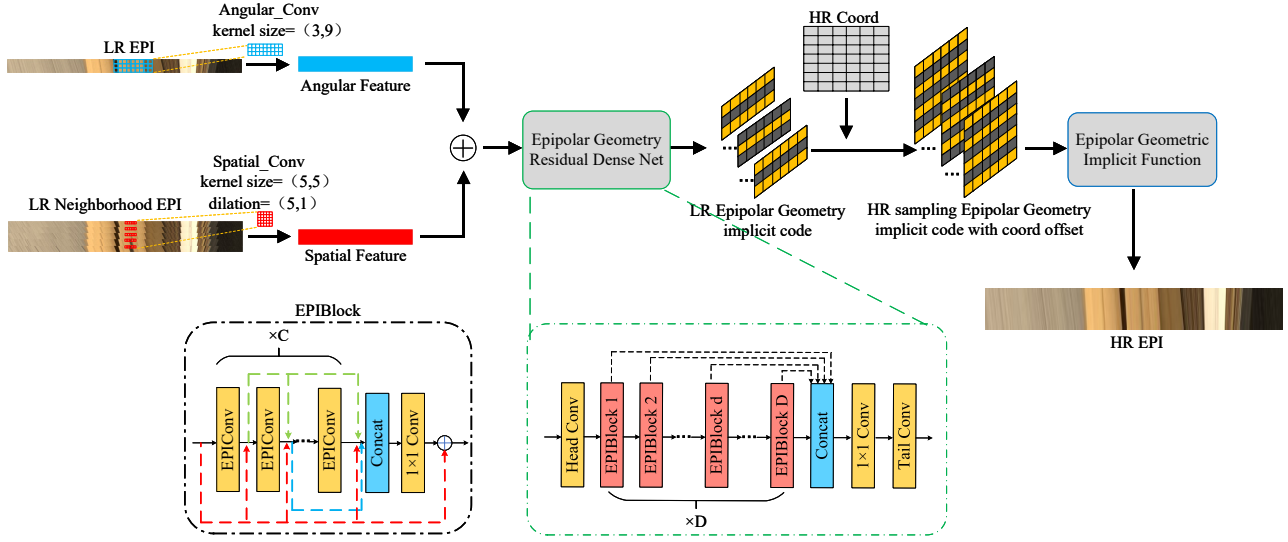 Angular_Conv
kernel size=（3,9）
LR EPI
Angular Feature
Spatial_Conv
kernel size=（5,5）
dilation=（5,1）
LR Neighborhood EPI
Spatial Feature
Epipolar Geometry
Residual Dense Net
HR Coord
LR Epipolar Geometry
implicit code
HR sampling Epipolar Geometry
implicit code with coord offset
Epipolar Geometric
Implicit Function
HR EPI
EPIBlock
×C
EPIConv
EPIConv
...
EPIConv
Concat
1×1 Conv
Head Conv
EPIBlock 1
EPIBlock 2
...
EPIBlock d
...
EPIBlock D
Concat
1×1 Conv
Tail Conv
×D